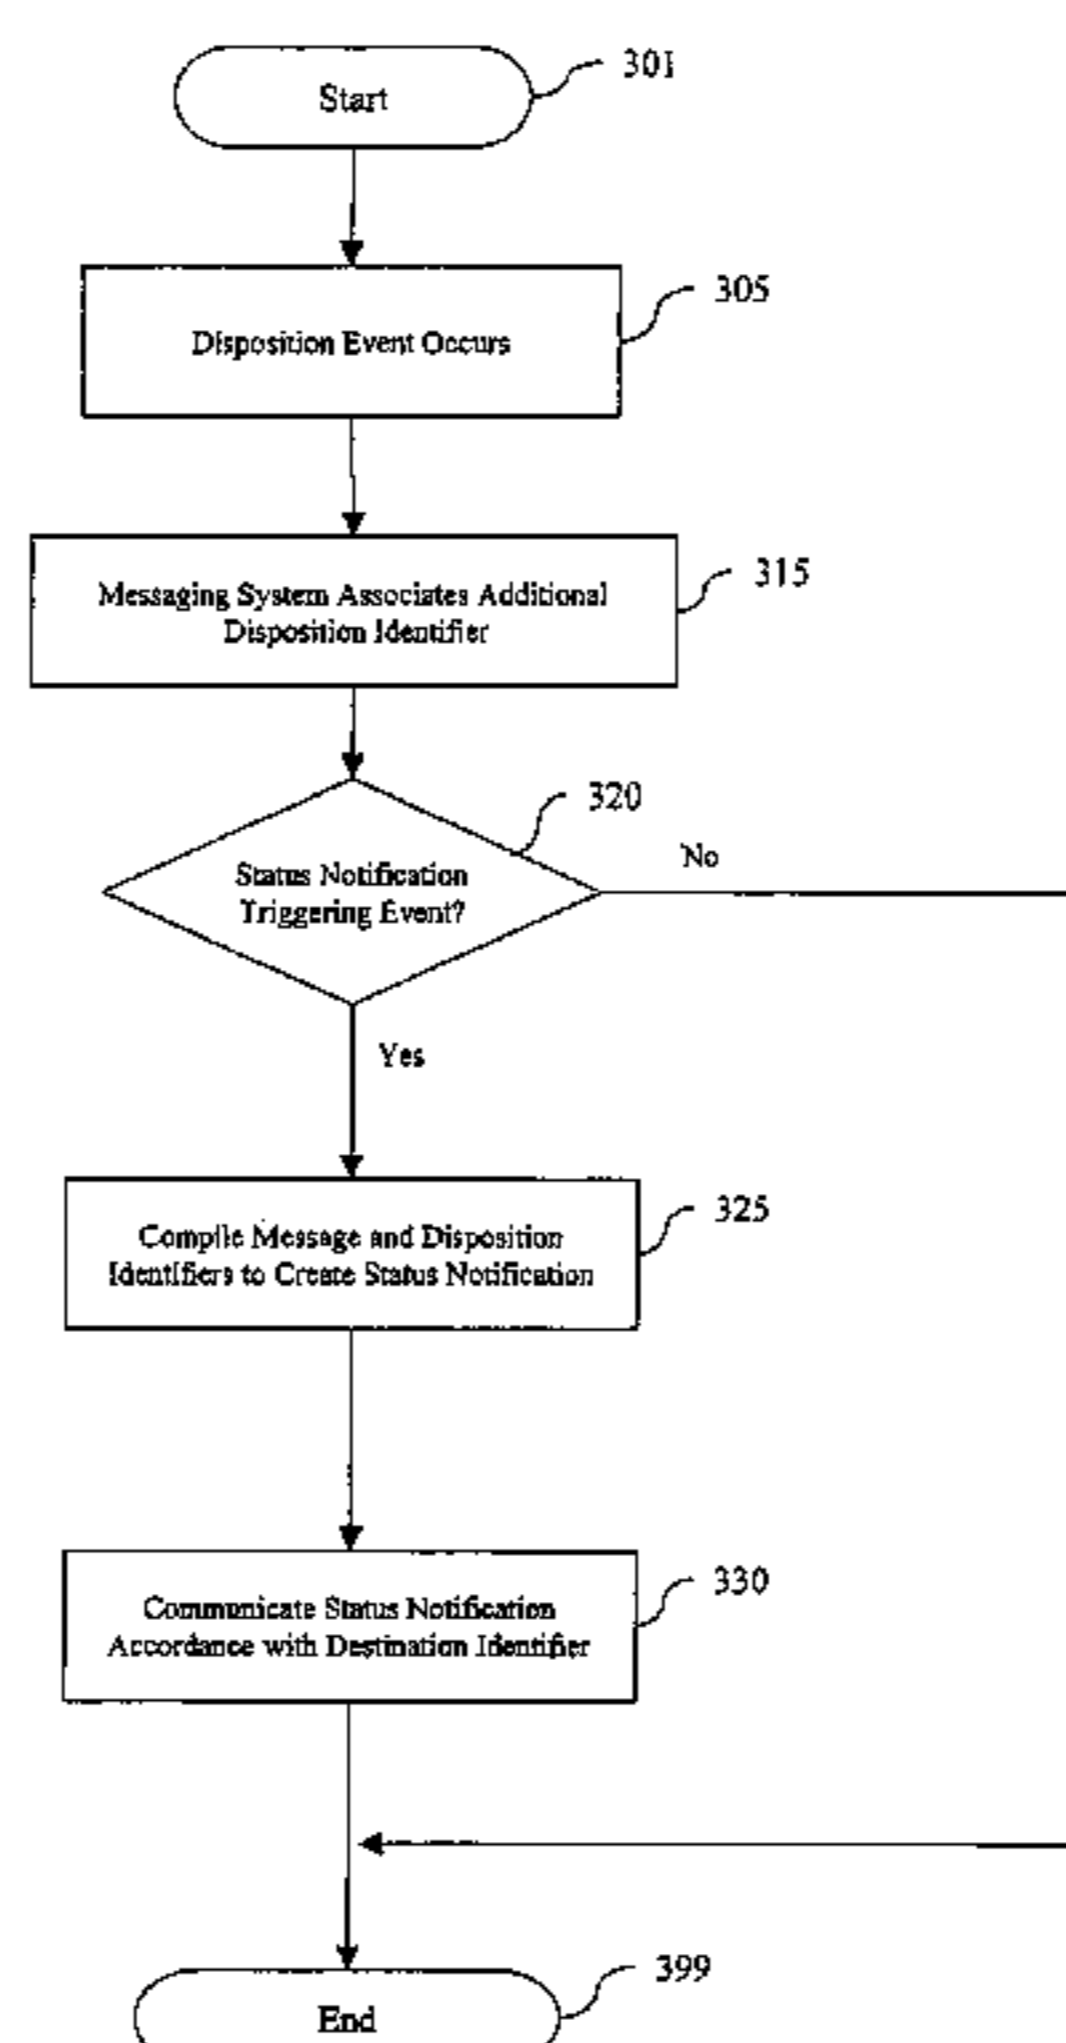 301
Start
305
Disposition Event Occurs
315
Messaging System Associates Additional
Disposition Identifier
320
No
Status Notification
Triggering Event?
Yes
325
Compile Message and Disposition
Identifiers to Create Status Notification
330
Communicate Status Notification
Accordance with Destination Identifier
399
End